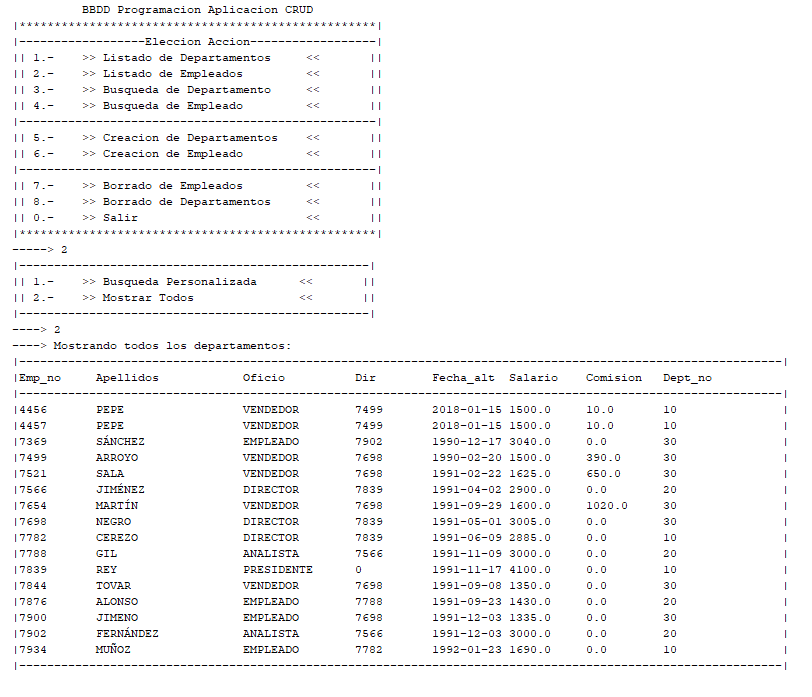 BBDD Programacion Aplicacion CRUD
|***************************************************|
|------------------Eleccion Accion------------------|
|| 1.-    >> Listado de Departamentos     <<       ||
|| 2.-    >> Listado de Empleados         <<       ||
|| 3.-    >> Busqueda de Departamento     <<       ||
|| 4.-    >> Busqueda de Empleado         <<       ||
|---------------------------------------------------|
|| 5.-    >> Creacion de Departamentos    <<       ||
|| 6.-    >> Creacion de Empleado         <<       ||
|---------------------------------------------------|
|| 7.-    >> Borrado de Empleados         <<       ||
|| 8.-    >> Borrado de Departamentos     <<       ||
|| 0.-    >> Salir                        <<       ||
|***************************************************|
-----> 2
|--------------------------------------------------|
|| 1.-    >> Busqueda Personalizada      <<       ||
|| 2.-    >> Mostrar Todos               <<       ||
|--------------------------------------------------|
----> 2
----> Mostrando todos los departamentos:
|-------------------------------------------------------------------------------------------------------------|
|Emp_no     Apellidos            Oficio          Dir        Fecha_alt  Salario    Comision   Dept_no          |
|-------------------------------------------------------------------------------------------------------------|
|4456       PEPE                 VENDEDOR        7499       2018-01-15 1500.0     10.0       10               |
|4457       PEPE                 VENDEDOR        7499       2018-01-15 1500.0     10.0       10               |
|7369       SÁNCHEZ              EMPLEADO        7902       1990-12-17 3040.0     0.0        30               |
|7499       ARROYO               VENDEDOR        7698       1990-02-20 1500.0     390.0      30               |
|7521       SALA                 VENDEDOR        7698       1991-02-22 1625.0     650.0      30               |
|7566       JIMÉNEZ              DIRECTOR        7839       1991-04-02 2900.0     0.0        20               |
|7654       MARTÍN               VENDEDOR        7698       1991-09-29 1600.0     1020.0     30               |
|7698       NEGRO                DIRECTOR        7839       1991-05-01 3005.0     0.0        30               |
|7782       CEREZO               DIRECTOR        7839       1991-06-09 2885.0     0.0        10               |
|7788       GIL                  ANALISTA        7566       1991-11-09 3000.0     0.0        20               |
|7839       REY                  PRESIDENTE      0          1991-11-17 4100.0     0.0        10               |
|7844       TOVAR                VENDEDOR        7698       1991-09-08 1350.0     0.0        30               |
|7876       ALONSO               EMPLEADO        7788       1991-09-23 1430.0     0.0        20               |
|7900       JIMENO               EMPLEADO        7698       1991-12-03 1335.0     0.0        30               |
|7902       FERNÁNDEZ            ANALISTA        7566       1991-12-03 3000.0     0.0        20               |
|7934       MUÑOZ                EMPLEADO        7782       1992-01-23 1690.0     0.0        10               |
|-------------------------------------------------------------------------------------------------------------|